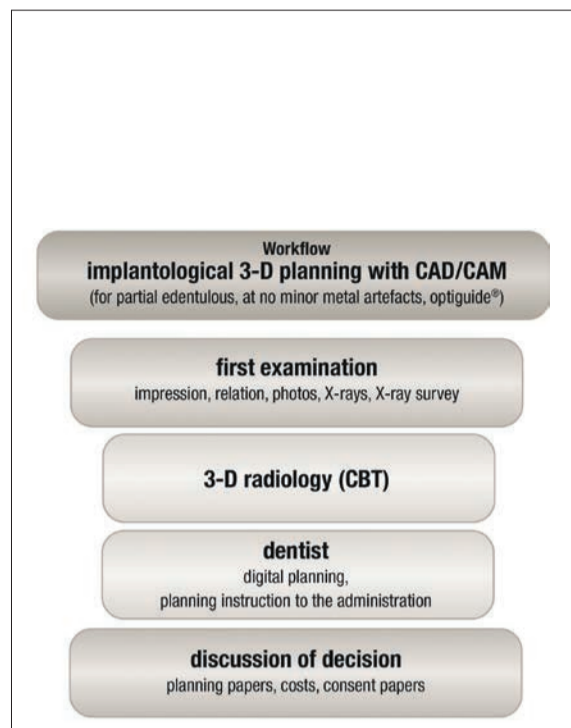 Workflow
implantological 3-D planning with CAD/CAM
(for partial edentulous, at no minor metal artefacts, optiguide®)
first examination
impression, relation, photos, X-rays, X-ray survey
3-D radiology (CBT)
dentist
digital planning,
planning instruction to the administration
discussion of decision
planning papers, costs, consent papers